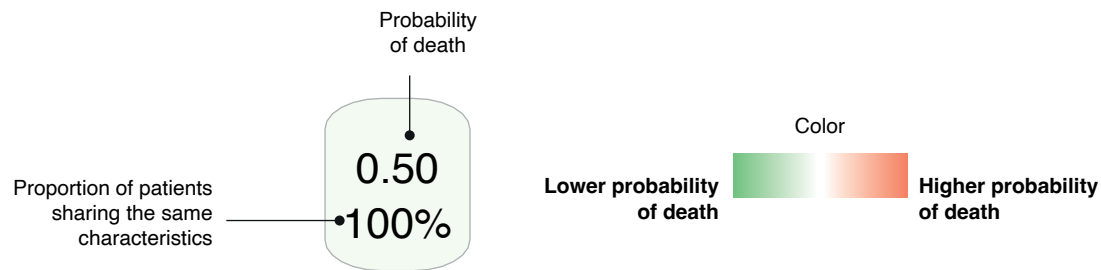 Probability
of death
0.50
100%
Proportion of patients
sharing the same
characteristics
Color
Lower probability
of death
Higher probability
of death